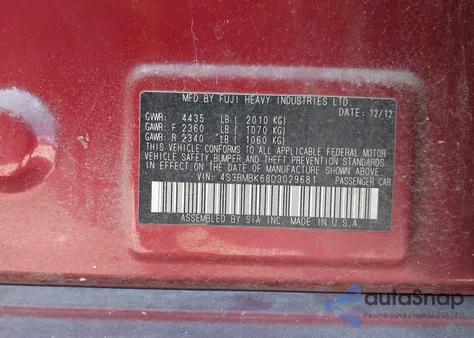 MFD BY FUJI HEAVY INDUSTRIES LTD.
DATE: 12/12
GVWR: 4435 LB ( 2010 KG)
GAWR: F 2360 LB ( 1070 KG)
GAWR: R 2340 LB ( 1060 KG)
THIS VEHICLE CONFORMS TO ALL APPLICABLE FEDERAL MOTOR
VEHICLE SAFETY, BUMPER, AND THEFT PREVENTION STANDARDS
IN EFFECT ON THE DATE OF MANUFACTURE SHOWN ABOVE.
VIN: 4S3BMBK68D3029681 PASSENGER CAR
ASSEMBLED BY SIA INC. MADE IN U.S.A.
autoSnap